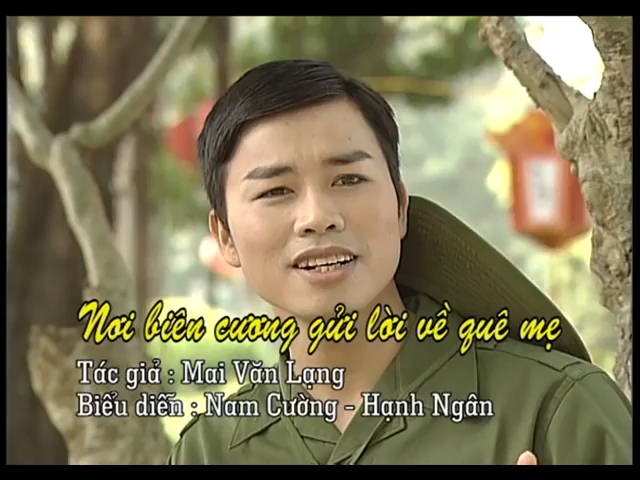 Nơi biên cương gửi lời về quê mẹ
Tác giả : Mai Văn Lạng
Biểu diễn : Nam Cường - Hạnh Ngân